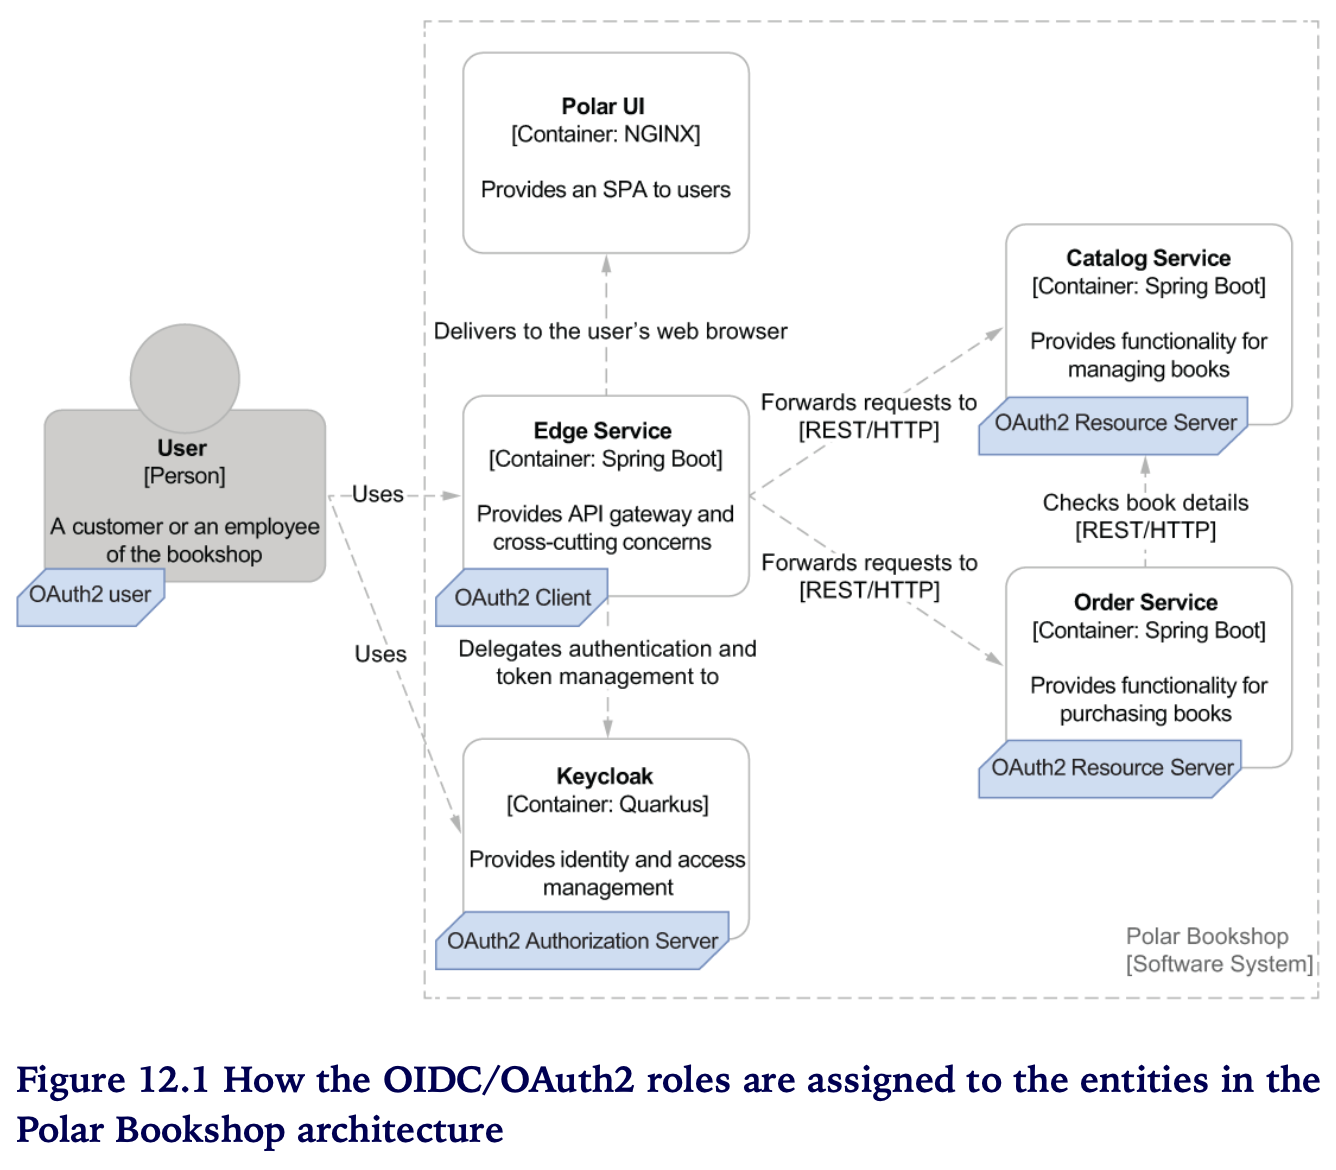 Polar UI
[Container: NGINX]
Provides an SPA to users
Delivers to the user’s web browser
User
[Person]
A customer or an employee
of the bookshop
OAuth2 user
Uses
Uses
Edge Service
[Container: Spring Boot]
Provides API gateway and
cross-cutting concerns
OAuth2 Client
Delegates authentication and
token management to
Keycloak
[Container: Quarkus]
Provides identity and access
management
OAuth2 Authorization Server
Forwards requests to
[REST/HTTP]
Forwards requests to
[REST/HTTP]
Catalog Service
[Container: Spring Boot]
Provides functionality for
managing books
OAuth2 Resource Server
Checks book details
[REST/HTTP]
Order Service
[Container: Spring Boot]
Provides functionality for
purchasing books
OAuth2 Resource Server
Polar Bookshop
[Software System]
Figure 12.1 How the OIDC/OAuth2 roles are assigned to the entities in the
Polar Bookshop architecture